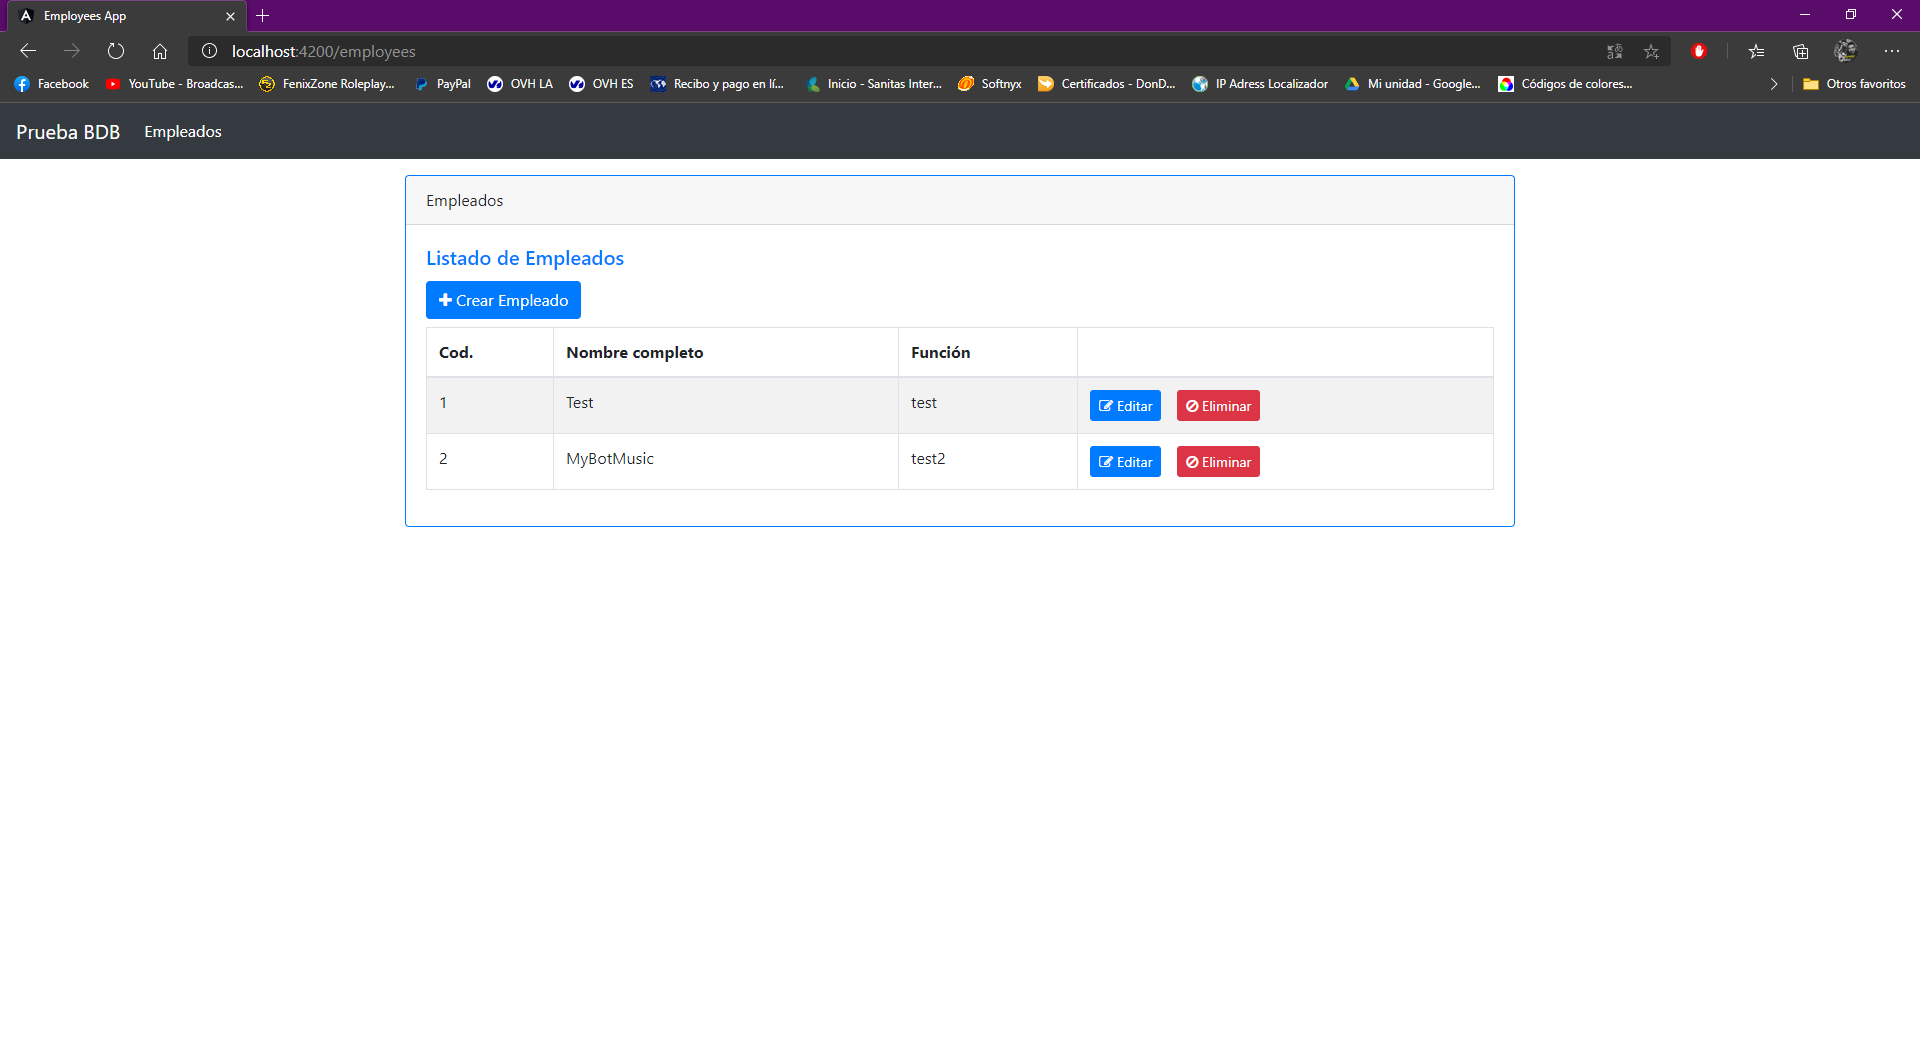 Employees App
localhost:4200/employees
Facebook YouTube - Broadcas... FenixZone Roleplay... PayPal OVH LA OVH ES Recibo y pago en lí... Inicio - Sanitas Inter... Softnyx Certificados - DonD... IP Adress Localizador Mi unidad - Google... Códigos de colores... Otros favoritos
Prueba BDB Empleados
Empleados
Listado de Empleados
Crear Empleado
Cod. Nombre completo Función
1 Test test Editar Eliminar
2 MyBotMusic test2 Editar Eliminar